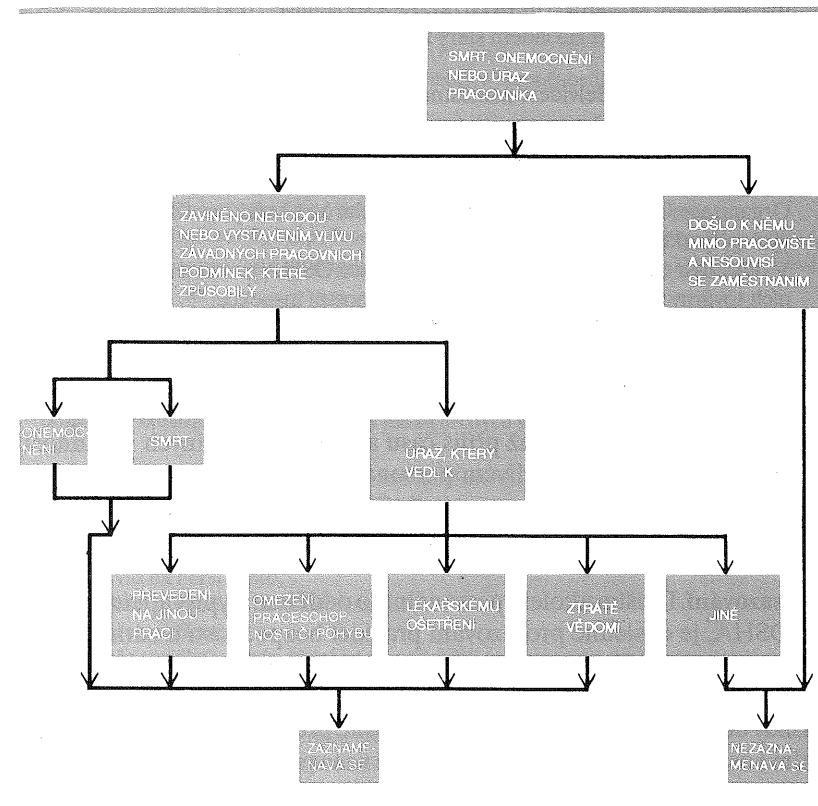 SMRT, ONEMOCNĚNÍ
NEBO ÚRAZ
PRACOVNÍKA
ZAVINĚNO NEHODOU
NEBO VYSTAVENÍM VLIVU
ZÁVADNÝCH PRACOVNÍCH
PODMÍNEK, KTERÉ
ZPŮSOBILY
DOŠLO K NĚMU
MIMO PRACOVIŠTĚ
A NESOUVISÍ
SE ZAMĚSTNÁNÍM
ONEMOC
NĚNÍ
SMRT
ÚRAZ, KTERÝ
VEDL K
PŘEVEDENÍ
NA JINOU
PRÁCI
OMEZENÍ
PRÁCESCHOP
NOSTI ČI POHYBU
LÉKAŘSKÉMU
OŠETŘENÍ
ZTRÁTĚ
VĚDOMÍ
JINÉ
ZAZNAME
NÁVÁ SE
NEZAZNA-
MENÁVÁ SE